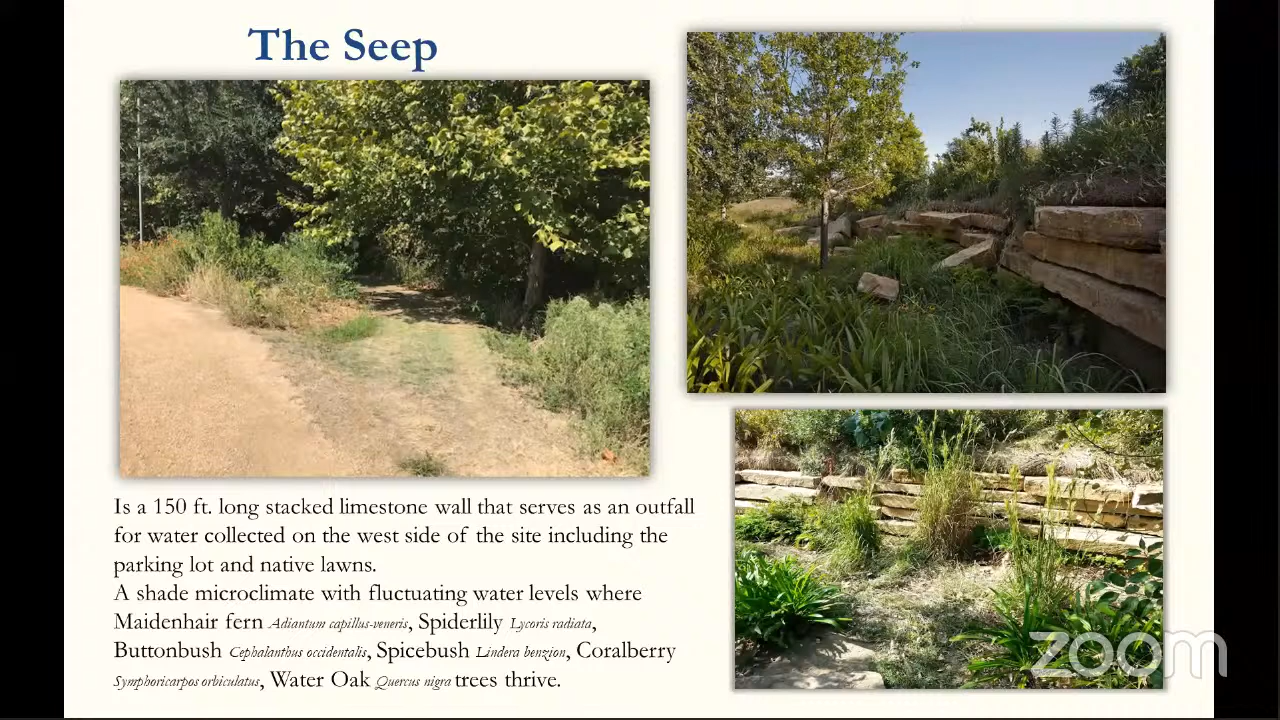 The Seep
Is a 150 ft. long stacked limestone wall that serves as an outfall
for water collected on the west side of the site including the
parking lot and native lawns.
A shade microclimate with fluctuating water levels where
Maidenhair fern Adiantum capillus-veneris, Spiderlily Lycoris radiata,
Buttonbush Cephalanthus occidentalis, Spicebush Lindera benzion, Coralberry
Symphoricarpos orbiculatus, Water Oak Quercus nigra trees thrive.
zoom